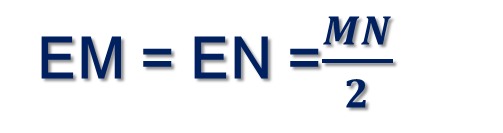 EM = EN = MN/2